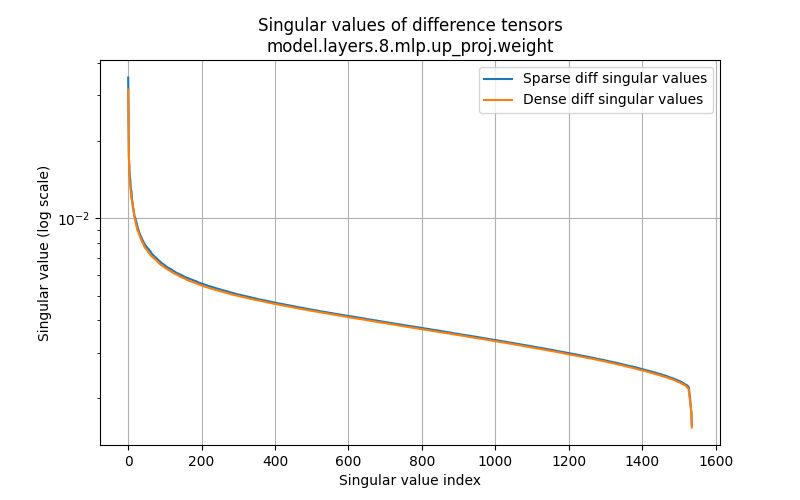 Singular values of difference tensors
model.layers.8.mlp.up_proj.weight
Sparse diff singular values
Dense diff singular values
Singular value (log scale)
10⁻²
0 200 400 600 800 1000 1200 1400 1600
Singular value index